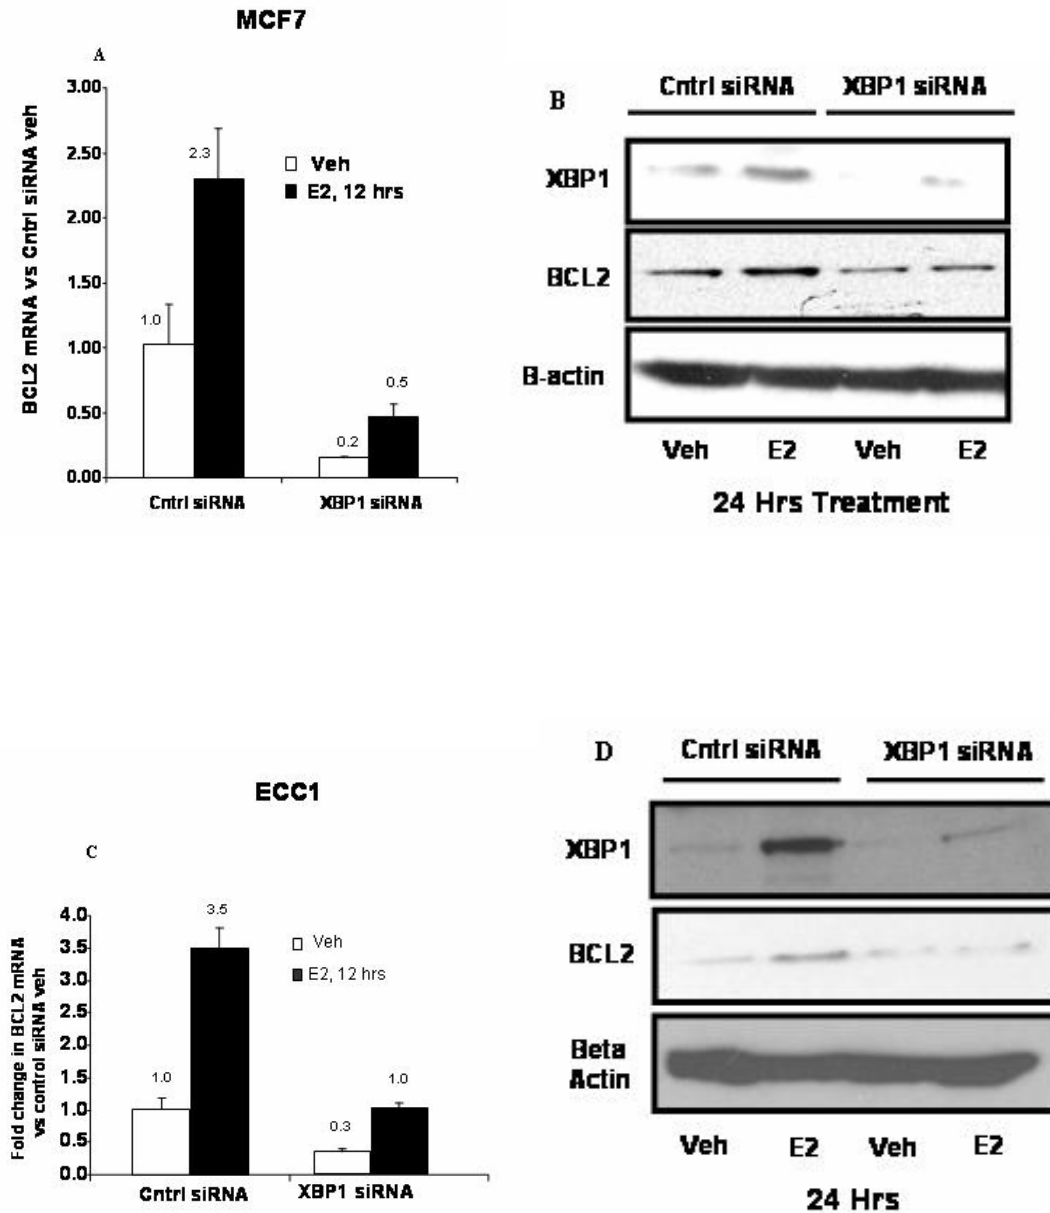 MCF7
A
3.00
2.50
2.00
1.50
1.00
0.50
0.00
BCL2 mRNA vs Cntrl siRNA veh
1.0
2.3
0.2
0.5
Veh
E2, 12 hrs
Cntrl siRNA
XBP1 siRNA
B
Cntrl siRNA
XBP1 siRNA
XBP1
BCL2
B-actin
Veh
E2
Veh
E2
24 Hrs Treatment
ECC1
C
4.0
3.5
3.0
2.5
2.0
1.5
1.0
0.5
0.0
Fold change in BCL2 mRNA
vs control siRNA veh
1.0
3.5
0.3
1.0
Veh
E2, 12 hrs
Cntrl siRNA
XBP1 siRNA
D
Cntrl siRNA
XBP1 siRNA
XBP1
BCL2
Beta
Actin
Veh
E2
Veh
E2
24 Hrs